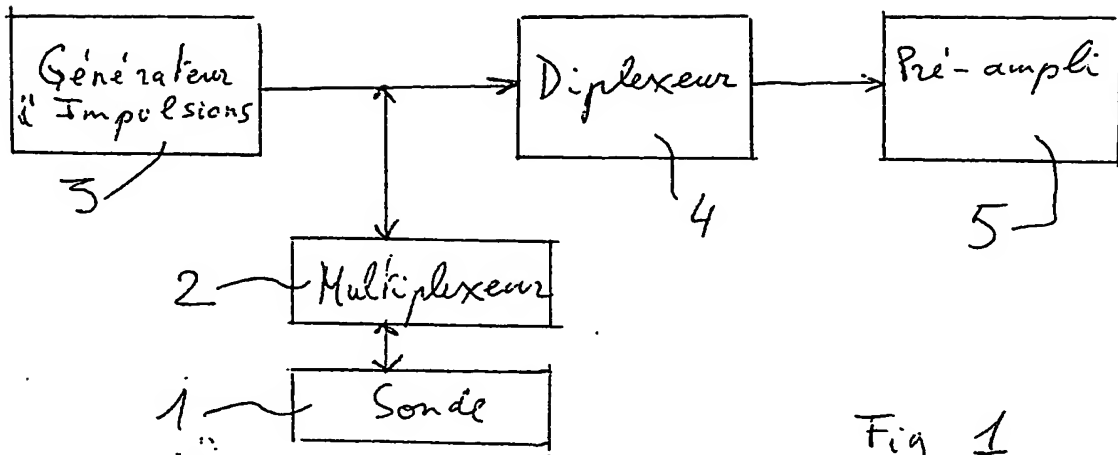 Générateur
d'Impulsions
Diplexeur
Pré-ampli
3
4
5
2
Multiplexeur
1
Sonde
Fig 1